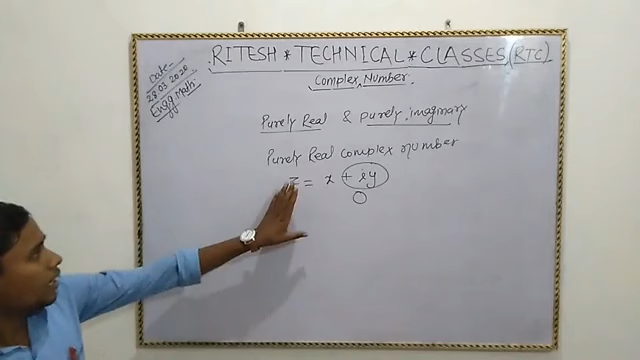 RITESH * TECHNICAL * CLASSES (RTC)
Complex Number
Date-
28.03.2020
Engg Math:
Purely Real & purely imaginary
Purely Real complex number
z = x + iy
0